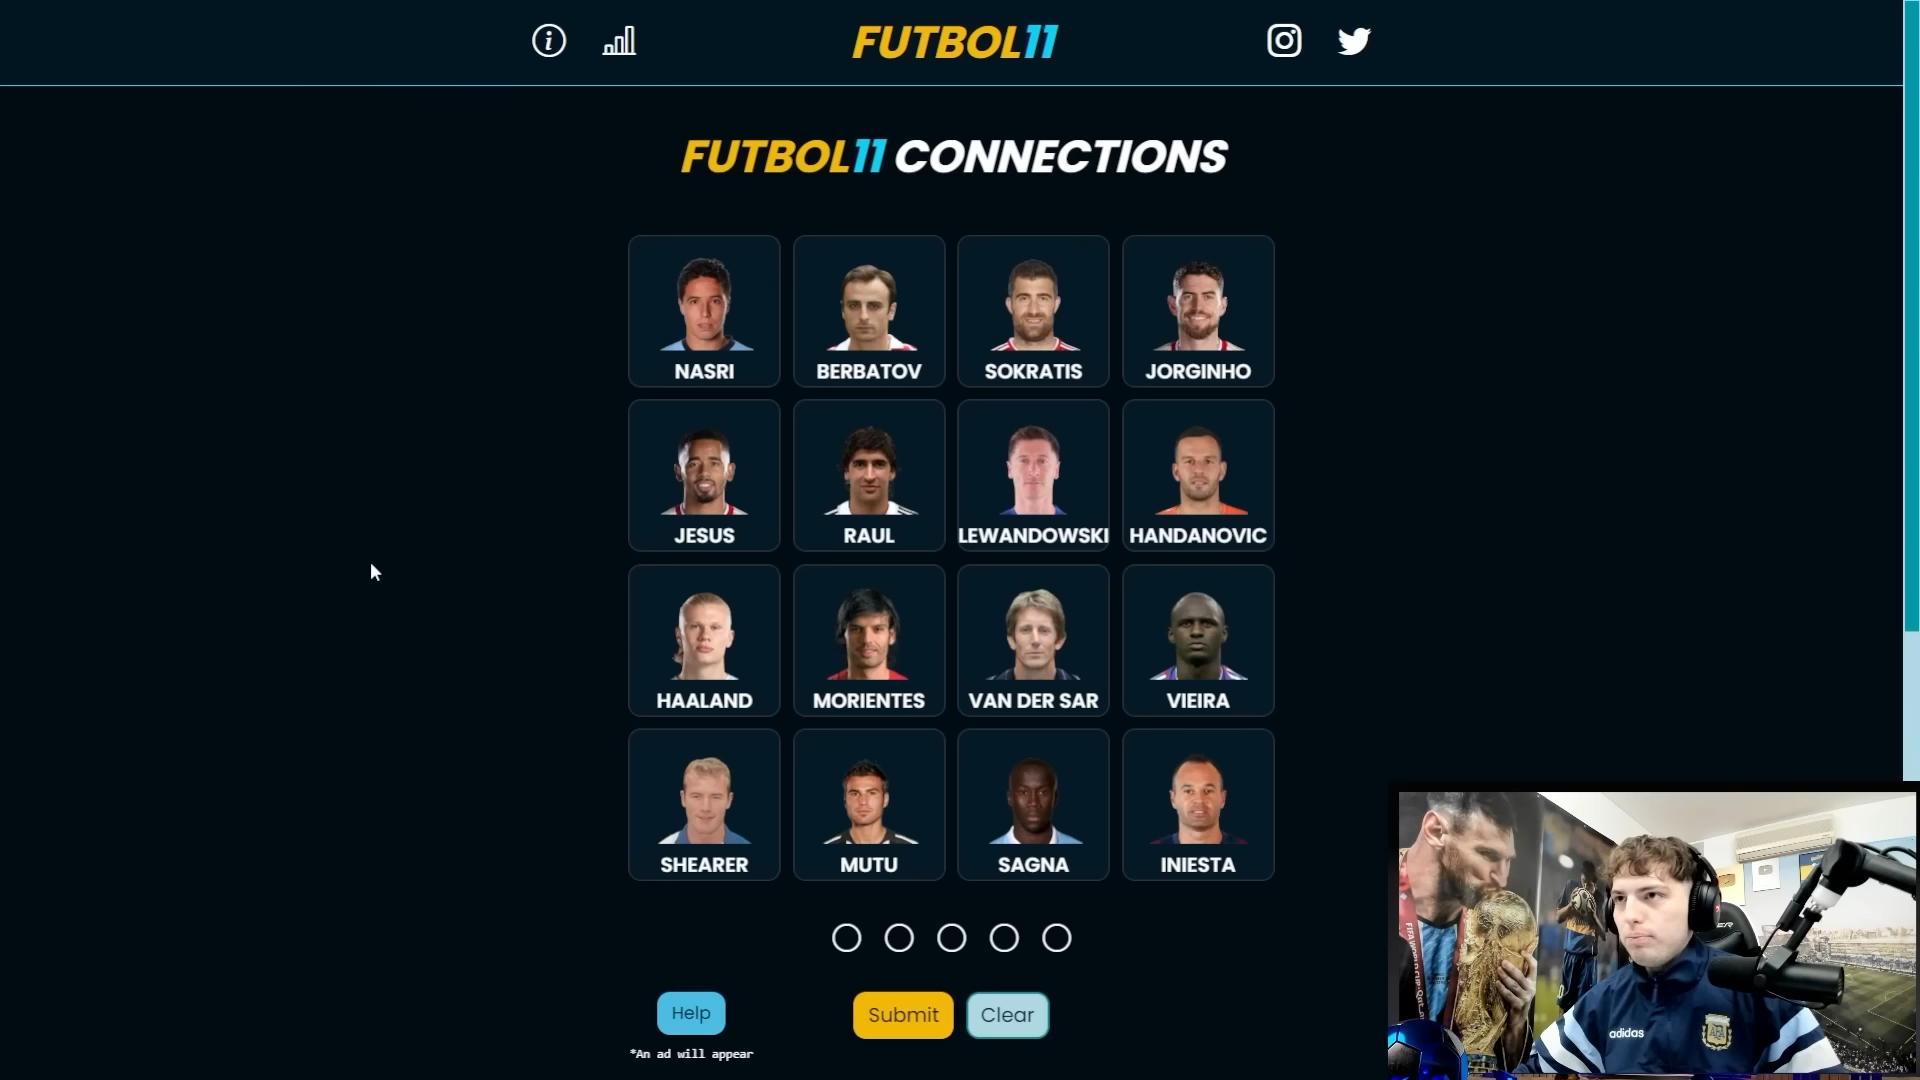 FUTBOL11
FUTBOL11 CONNECTIONS
NASRI
BERBATOV
SOKRATIS
JORGINHO
JESUS
RAUL
LEWANDOWSKI
HANDANOVIC
HAALAND
MORIENTES
VAN DER SAR
VIEIRA
SHEARER
MUTU
SAGNA
INIESTA
Help
Submit
Clear
*An ad will appear
adidas
AFA